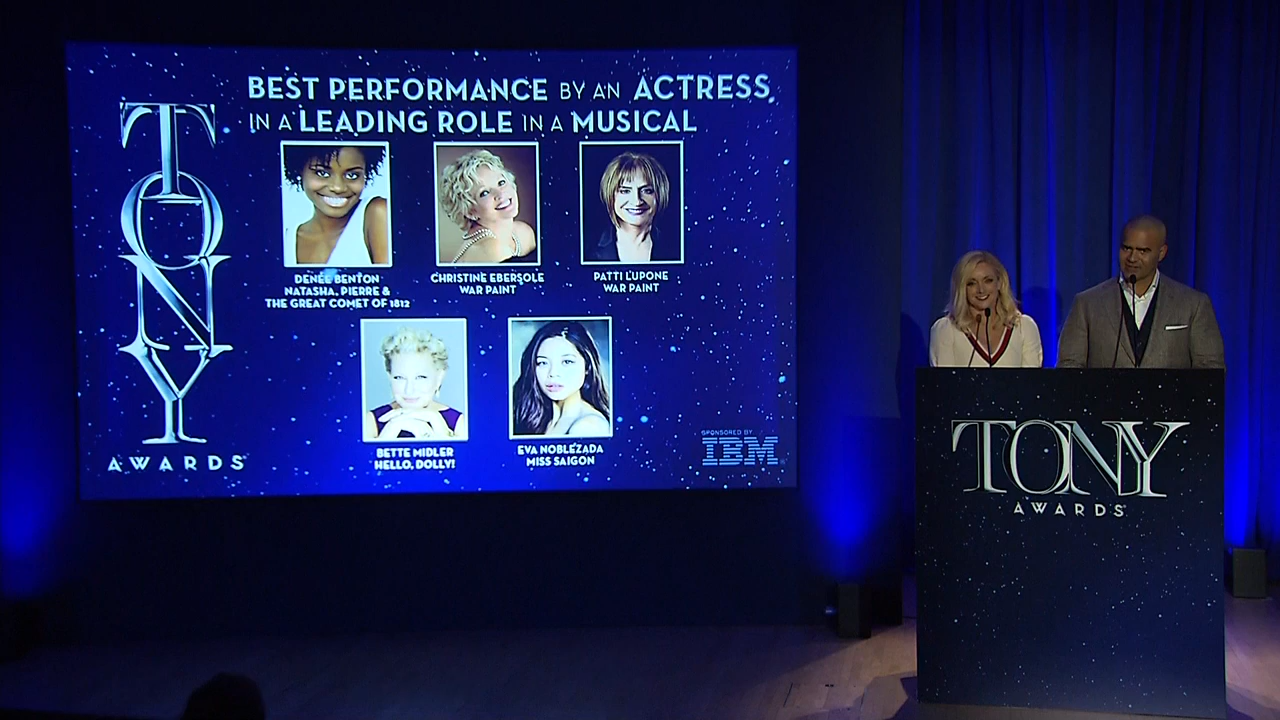 TONY
AWARDS
BEST PERFORMANCE BY AN ACTRESS
IN A LEADING ROLE IN A MUSICAL
DENÉE BENTON
NATASHA, PIERRE &
THE GREAT COMET OF 1812
CHRISTINE EBERSOLE
WAR PAINT
PATTI LUPONE
WAR PAINT
BETTE MIDLER
HELLO, DOLLY!
EVA NOBLEZADA
MISS SAIGON
SPONSORED BY
IBM
TONY
AWARDS